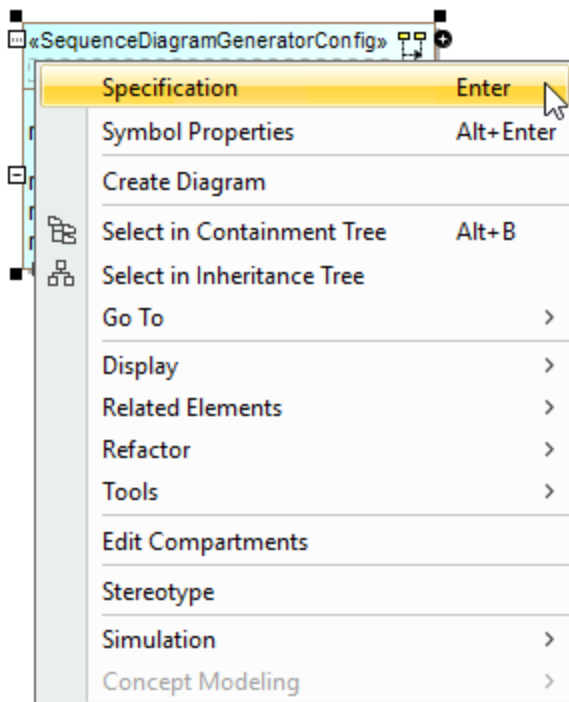 «SequenceDiagramGeneratorConfig»
Specification Enter
Symbol Properties Alt+Enter
Create Diagram
Select in Containment Tree Alt+B
Select in Inheritance Tree
Go To
Display
Related Elements
Refactor
Tools
Edit Compartments
Stereotype
Simulation
Concept Modeling